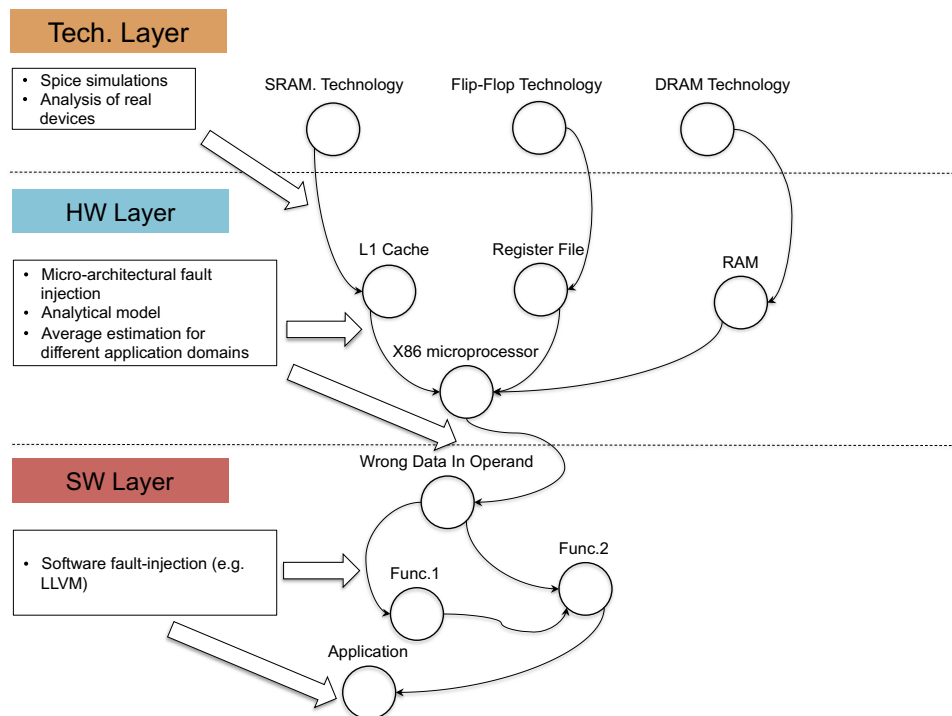 Tech. Layer
• Spice simulations
• Analysis of real
devices
SRAM. Technology
Flip-Flop Technology
DRAM Technology
HW Layer
• Micro-architectural fault
injection
• Analytical model
• Average estimation for
different application domains
L1 Cache
Register File
RAM
X86 microprocessor
SW Layer
Wrong Data In Operand
• Software fault-injection (e.g.
LLVM)
Func.2
Func.1
Application